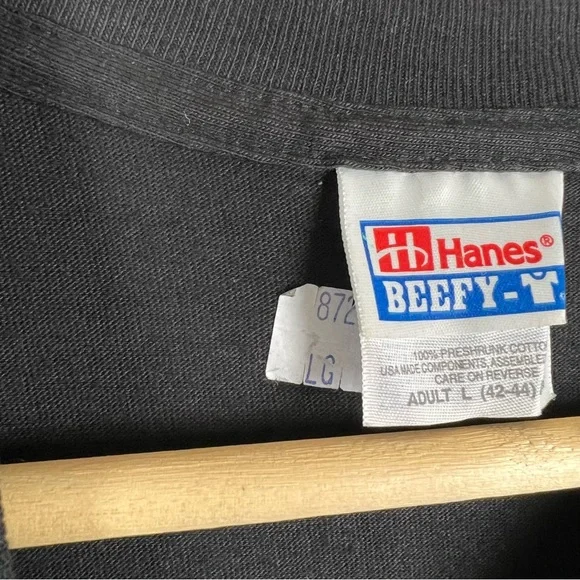 Hanes®
BEEFY-T
872
LG
100% PRESHRUNK COTTO
USA MADE COMPONENTS, ASSEMBLE
CARE ON REVERSE
ADULT L (42-44)